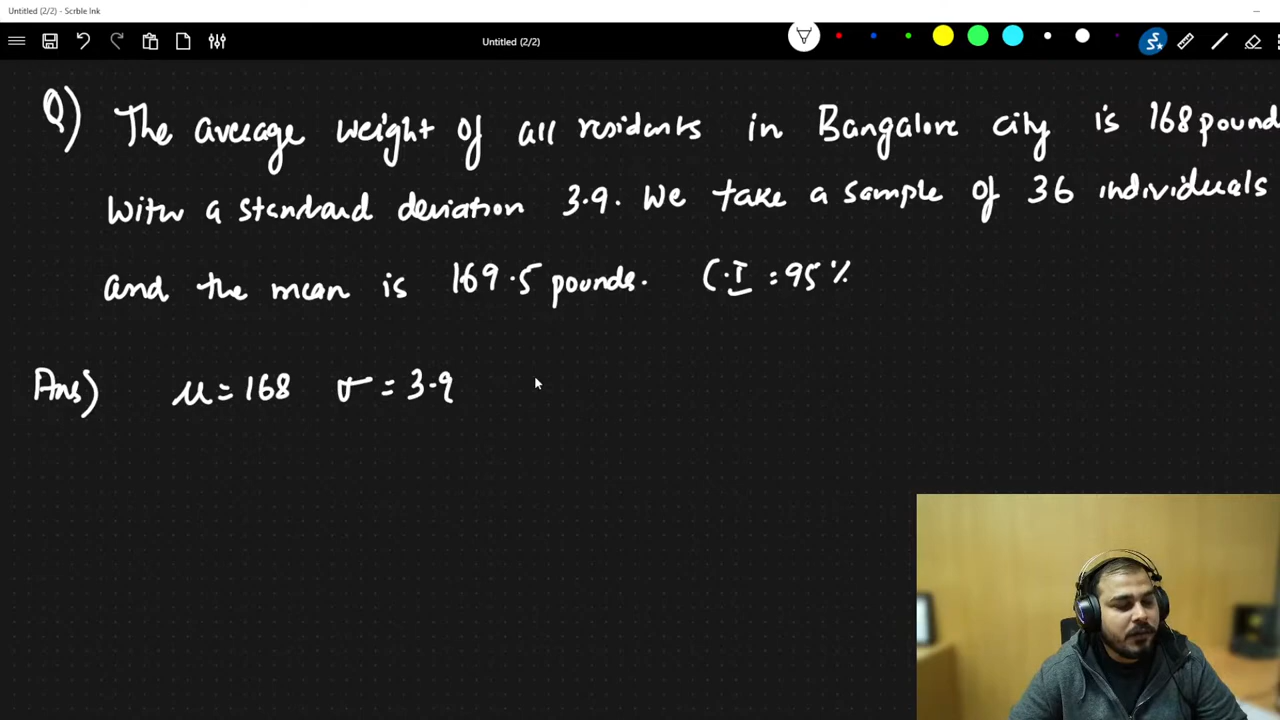 Untitled (2/2) - Scrble Ink
Untitled (2/2)
Q) The average weight of all residents in Bangalore city is 168 pound
with a standard deviation 3.9. We take a sample of 36 individuals
and the mean is 169.5 pounds. C.I = 95%
Ans) μ = 168 σ = 3.9